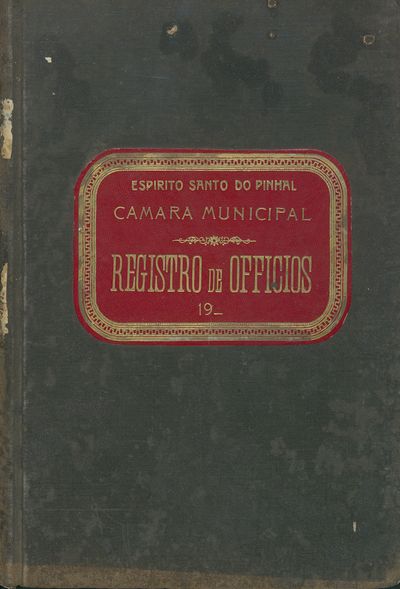 ESPIRITO SANTO DO PINHAL
CAMARA MUNICIPAL
REGISTRO DE OFFICIOS
19_